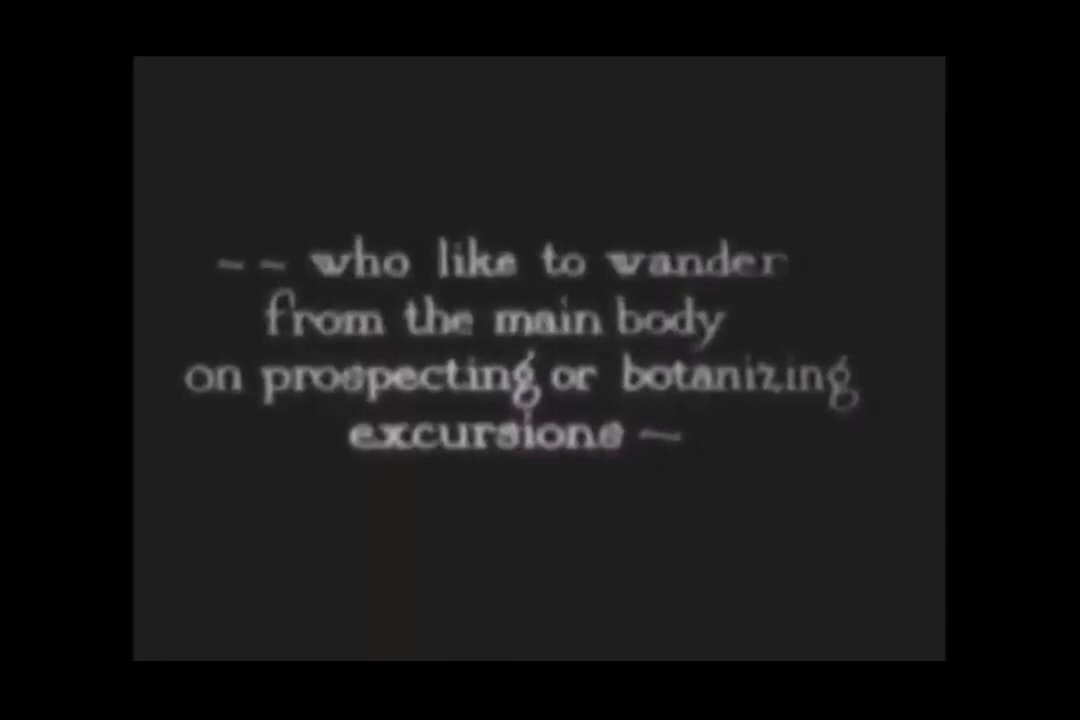 -- who like to wander
from the main body
on prospecting or botanizing
excursions -